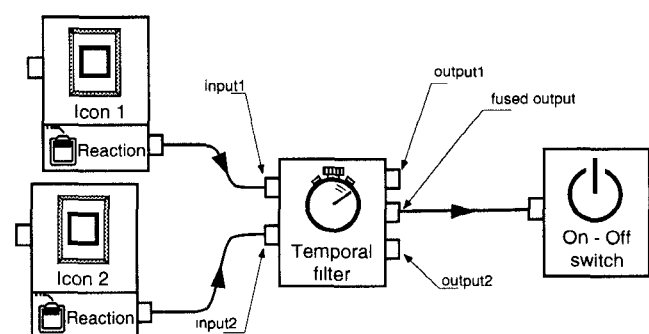 Icon 1
Reaction
Icon 2
Reaction
input1
input2
Temporal
filter
output1
fused output
output2
On - Off
switch